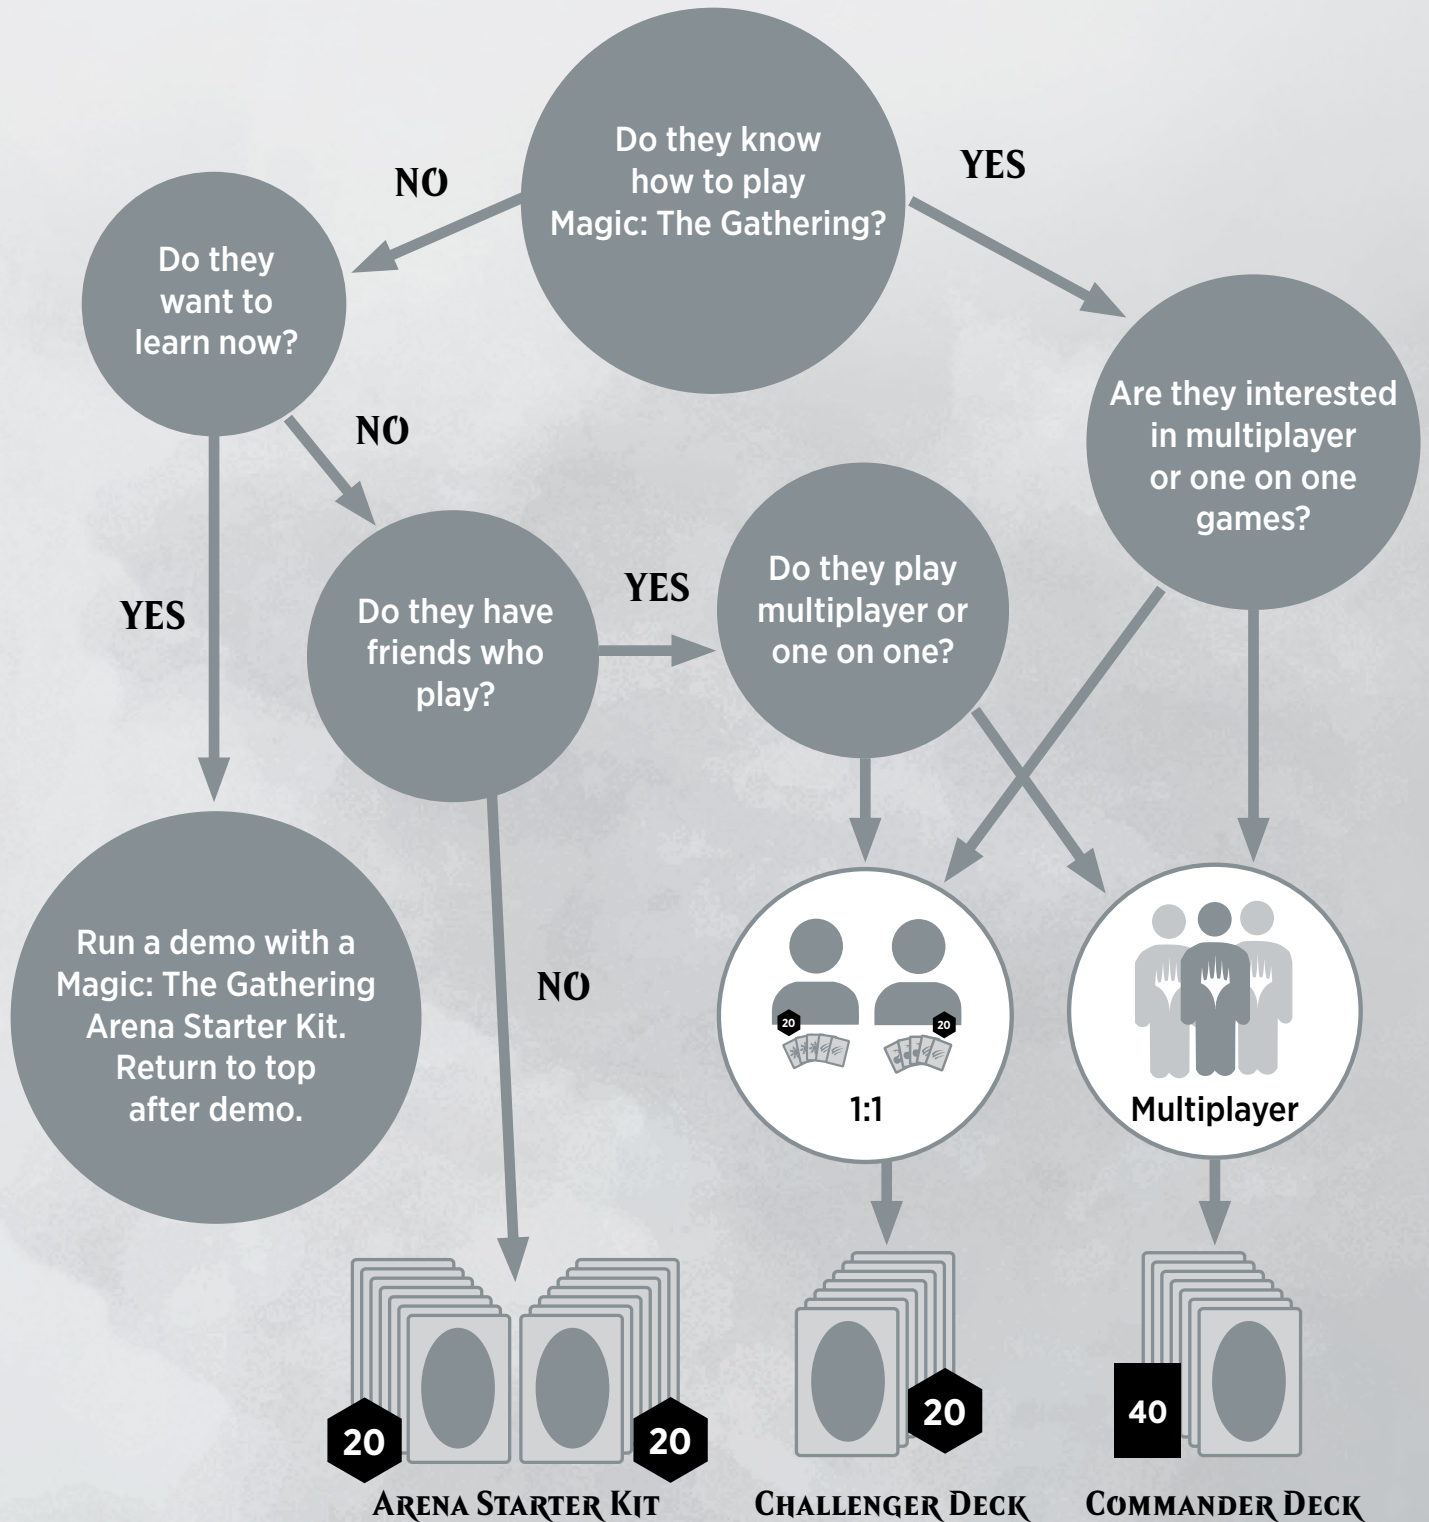 Do they know
how to play
Magic: The Gathering?
NO
YES
Do they
want to
learn now?
Are they interested
in multiplayer
or one on one
games?
NO
YES
Do they have
friends who
play?
YES
Do they play
multiplayer or
one on one?
Run a demo with a
Magic: The Gathering
Arena Starter Kit.
Return to top
after demo.
NO
20
20
1:1
Multiplayer
20
20
20
40
ARENA STARTER KIT
CHALLENGER DECK
COMMANDER DECK